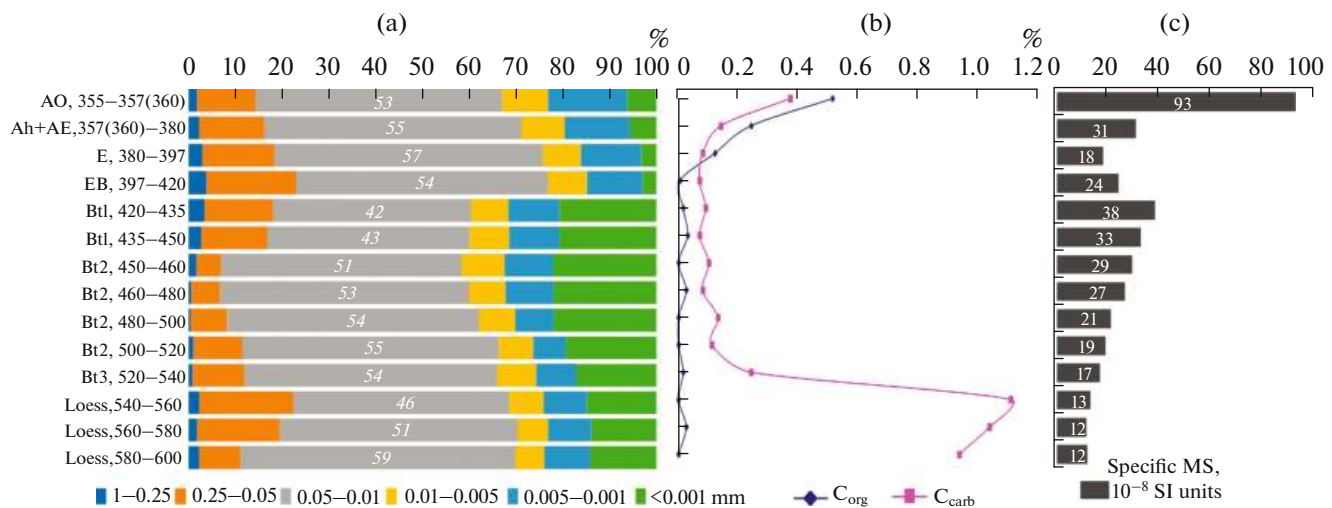 (a) (b) (c)
% % %
0 10 20 30 40 50 60 70 80 90 100
0 0.2 0.4 0.6 0.8 1.0 1.2
0 20 40 60 80 100
AO, 355–357(360) 53 93
Ah+AE,357(360)–380 55 31
E, 380–397 57 18
EB, 397–420 54 24
Btl, 420–435 42 38
Btl, 435–450 43 33
Bt2, 450–460 51 29
Bt2, 460–480 53 27
Bt2, 480–500 54 21
Bt2, 500–520 55 19
Bt3, 520–540 54 17
Loess,540–560 46 13
Loess,560–580 51 12
Loess,580–600 59 12
1–0.25 0.25–0.05 0.05–0.01 0.01–0.005 0.005–0.001 <0.001 mm
C_org C_carb
Specific MS,
10⁻⁸ SI units